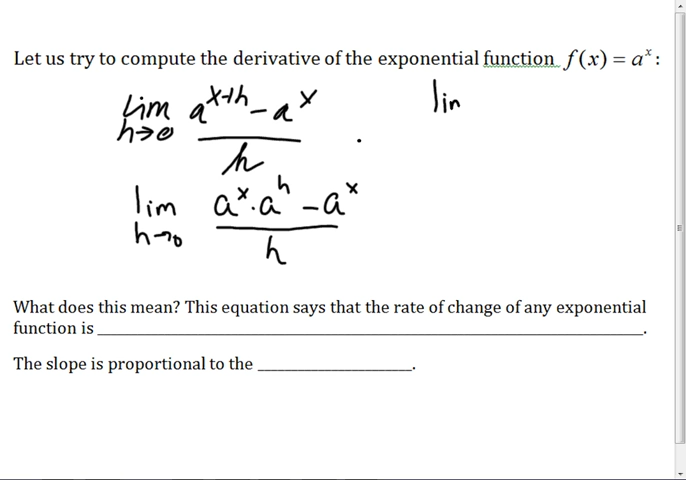 Let us try to compute the derivative of the exponential function f(x) = a^x:
lim h→0 (a^(x+h) − a^x) / h
lin
lim h→0 (a^x · a^h − a^x) / h
What does this mean? This equation says that the rate of change of any exponential
function is ______________________________.
The slope is proportional to the ____________________.